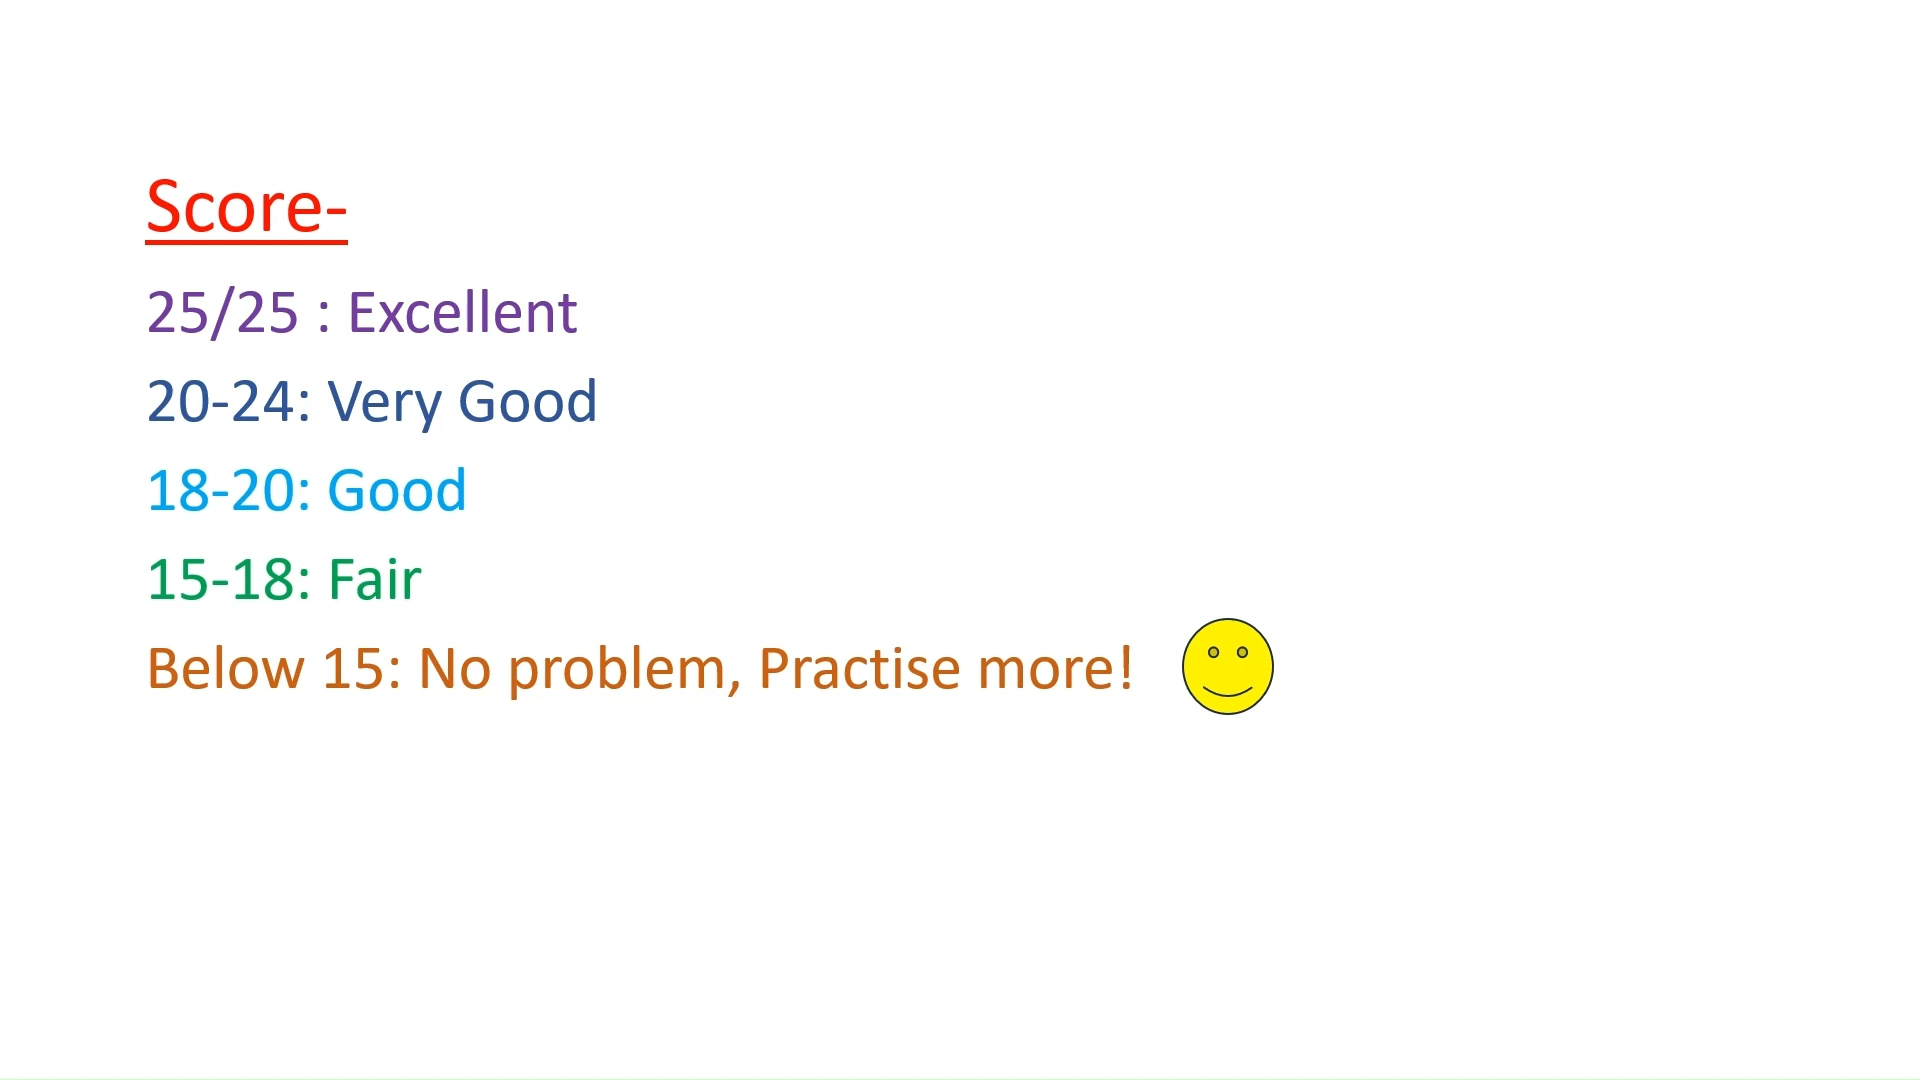 Score-
25/25 : Excellent
20-24: Very Good
18-20: Good
15-18: Fair
Below 15: No problem, Practise more!